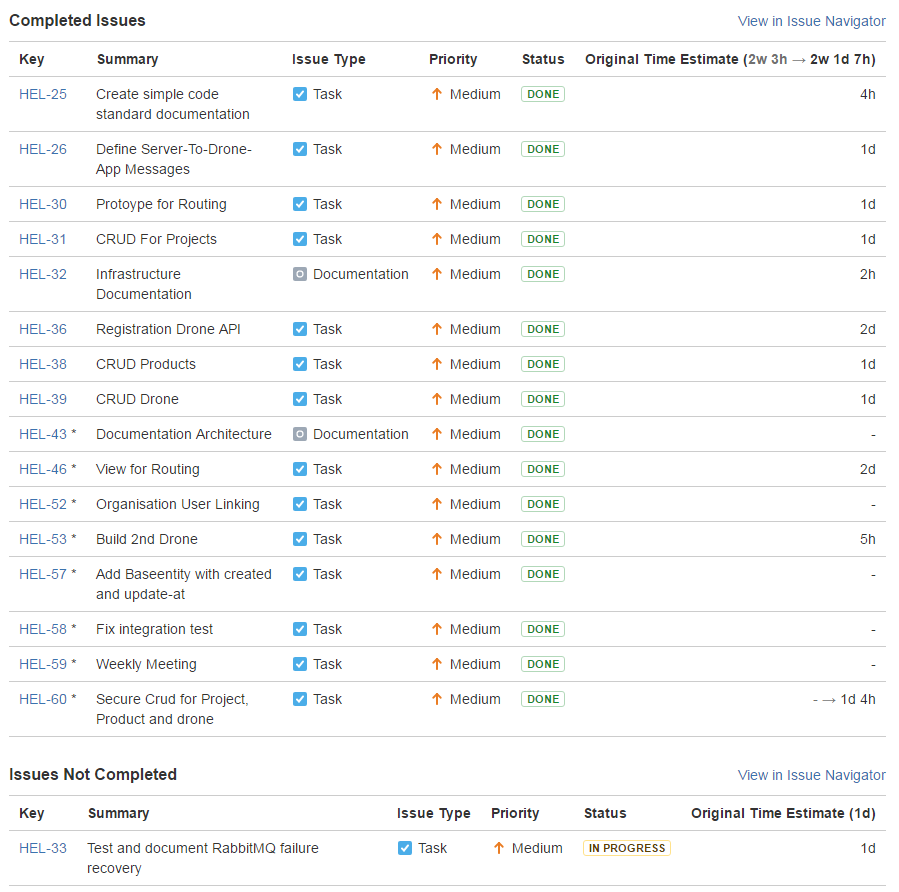 Completed Issues View in Issue Navigator
Key Summary Issue Type Priority Status Original Time Estimate (2w 3h → 2w 1d 7h)
HEL-25 Create simple code Task Medium DONE 4h
standard documentation
HEL-26 Define Server-To-Drone- Task Medium DONE 1d
App Messages
HEL-30 Protoype for Routing Task Medium DONE 1d
HEL-31 CRUD For Projects Task Medium DONE 1d
HEL-32 Infrastructure Documentation Medium DONE 2h
Documentation
HEL-36 Registration Drone API Task Medium DONE 2d
HEL-38 CRUD Products Task Medium DONE 1d
HEL-39 CRUD Drone Task Medium DONE 1d
HEL-43 * Documentation Architecture Documentation Medium DONE -
HEL-46 * View for Routing Task Medium DONE 2d
HEL-52 * Organisation User Linking Task Medium DONE -
HEL-53 * Build 2nd Drone Task Medium DONE 5h
HEL-57 * Add Baseentity with created Task Medium DONE -
and update-at
HEL-58 * Fix integration test Task Medium DONE -
HEL-59 * Weekly Meeting Task Medium DONE -
HEL-60 * Secure Crud for Project, Task Medium DONE - → 1d 4h
Product and drone
Issues Not Completed View in Issue Navigator
Key Summary Issue Type Priority Status Original Time Estimate (1d)
HEL-33 Test and document RabbitMQ failure Task Medium IN PROGRESS 1d
recovery